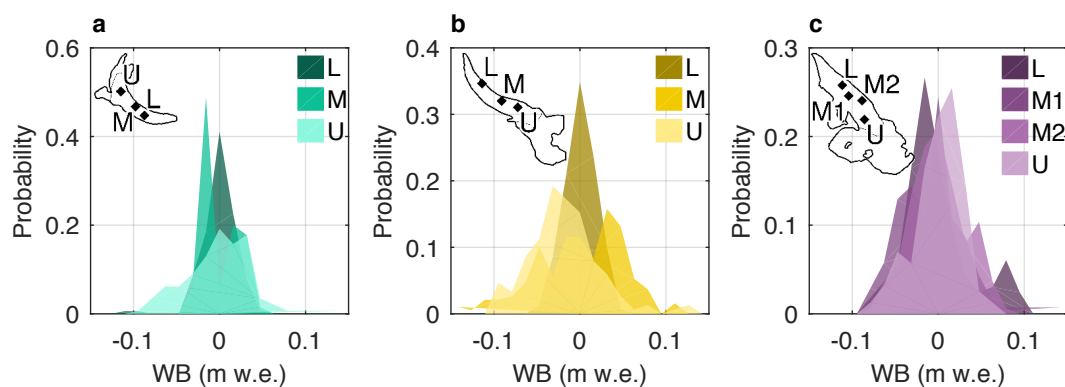 a
Probability
0.6
0.4
0.2
0
-0.1
0
0.1
WB (m w.e.)
U
L
M
L
M
U
b
Probability
0.4
0.3
0.2
0.1
0
-0.1
0
0.1
WB (m w.e.)
L
M
U
L
M
U
c
Probability
0.3
0.2
0.1
0
-0.1
0
0.1
WB (m w.e.)
L
M2
M1
U
L
M1
M2
U